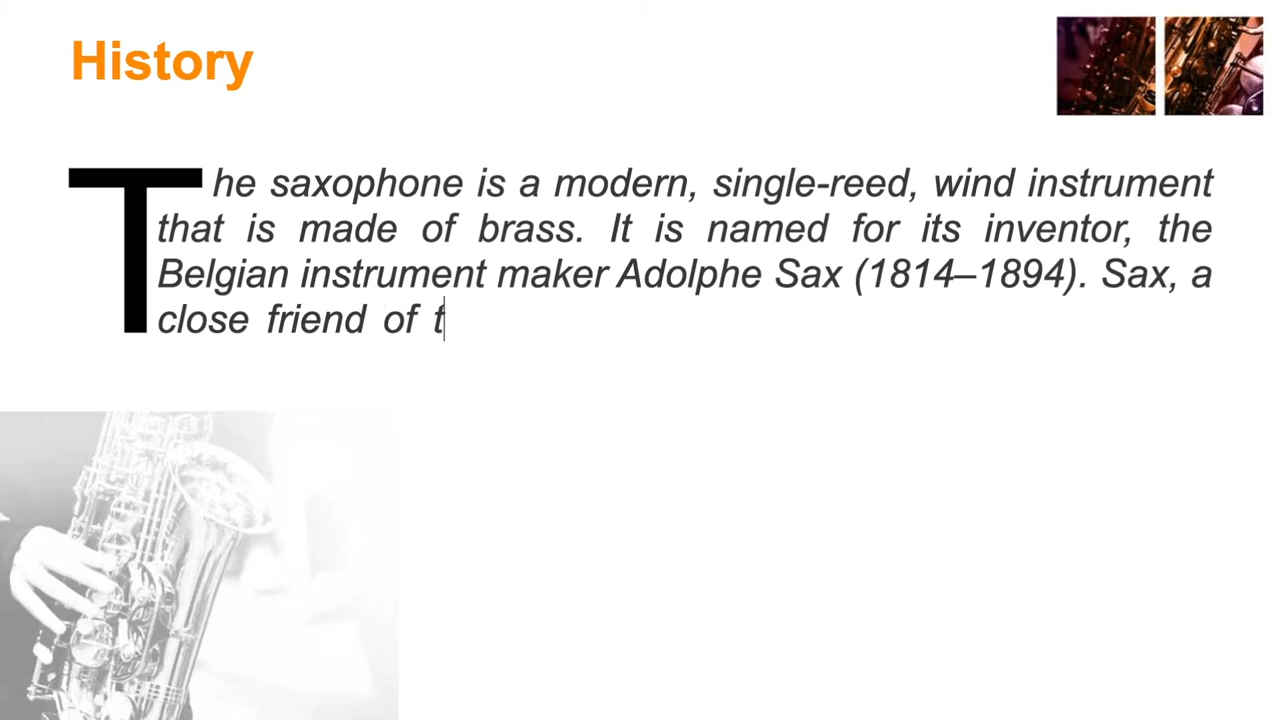 History
The saxophone is a modern, single-reed, wind instrument
that is made of brass. It is named for its inventor, the
Belgian instrument maker Adolphe Sax (1814–1894). Sax, a
close friend of t